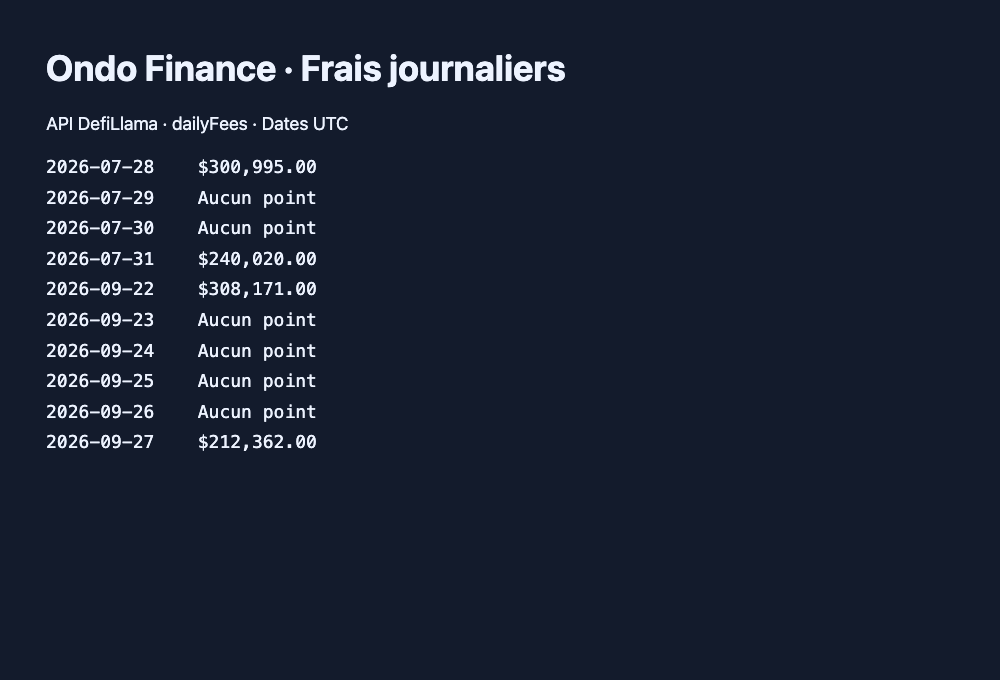 Ondo Finance · Frais journaliers
API DefiLlama · dailyFees · Dates UTC
2026-07-28    $300,995.00
2026-07-29    Aucun point
2026-07-30    Aucun point
2026-07-31    $240,020.00
2026-09-22    $308,171.00
2026-09-23    Aucun point
2026-09-24    Aucun point
2026-09-25    Aucun point
2026-09-26    Aucun point
2026-09-27    $212,362.00